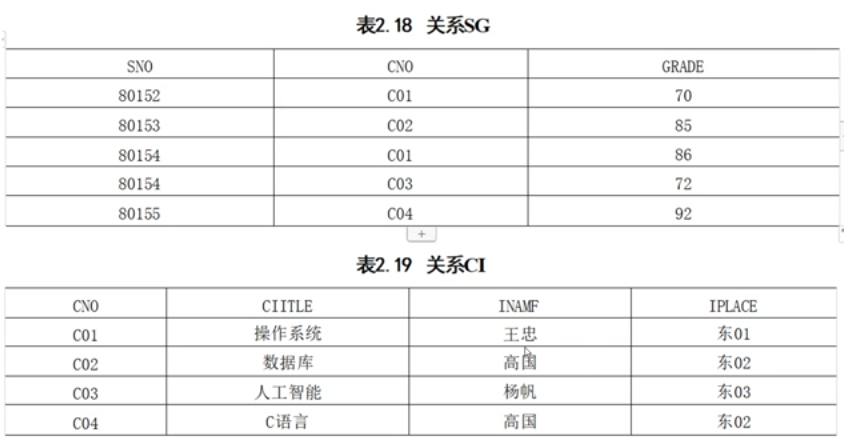 表2.18 关系SG
SNO CNO GRADE
80152 C01 70
80153 C02 85
80154 C01 86
80154 C03 72
80155 C04 92
+
表2.19 关系CI
CNO CIITLE INAMF IPLACE
C01 操作系统 王忠 东01
C02 数据库 高国 东02
C03 人工智能 杨帆 东03
C04 C语言 高国 东02